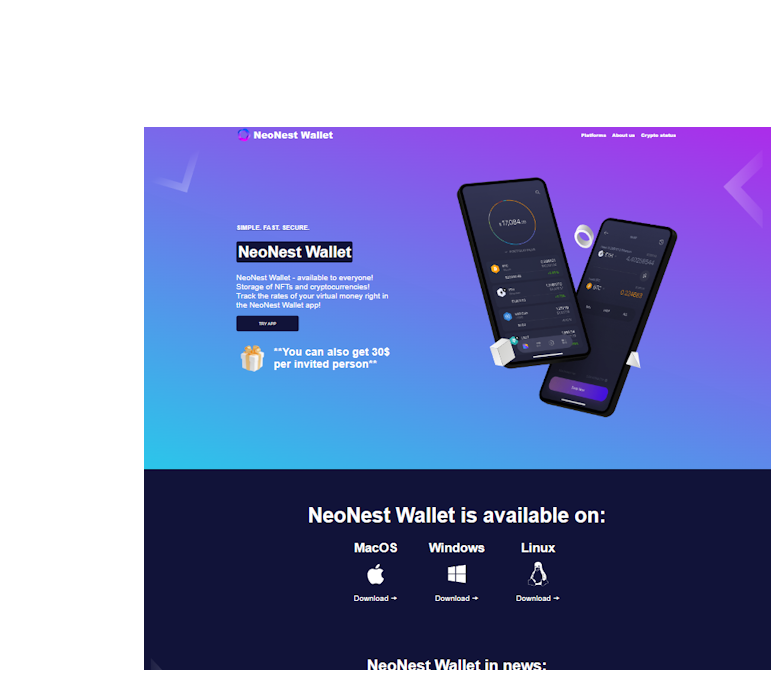 NeoNest Wallet
Platforms About us Crypto status
SIMPLE. FAST. SECURE.
NeoNest Wallet
NeoNest Wallet - available to everyone!
Storage of NFTs and cryptocurrencies!
Track the rates of your virtual money right in
the NeoNest Wallet app!
TRY APP
**You can also get 30$
per invited person**
NeoNest Wallet is available on:
MacOS Windows Linux
Download → Download → Download →
NeoNest Wallet in news: